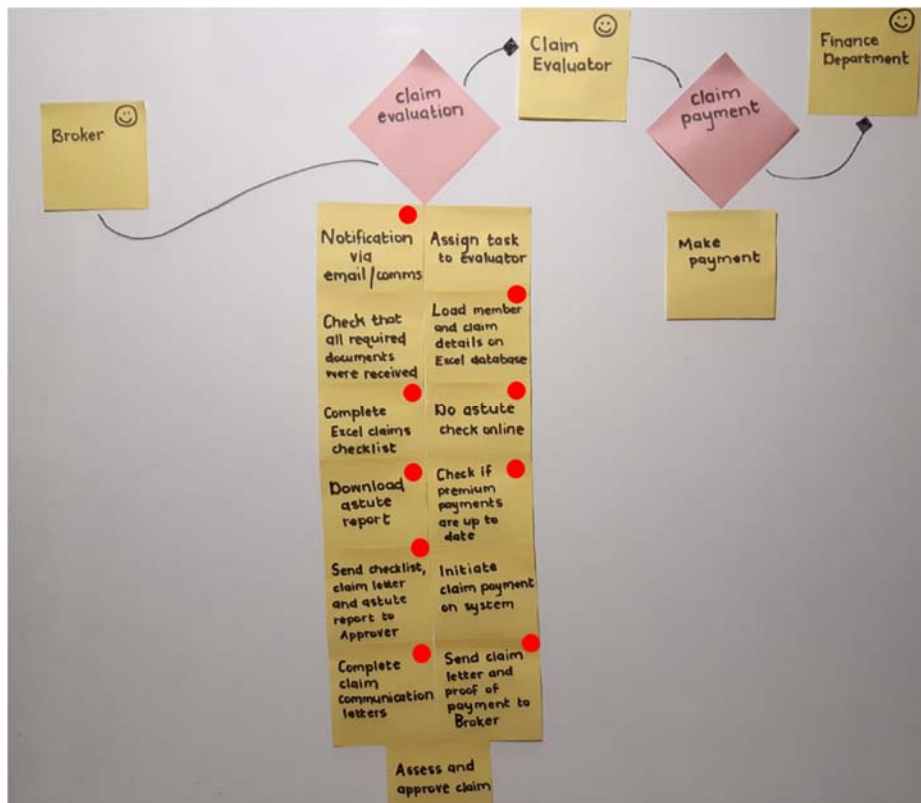 Broker
claim
evaluation
Claim
Evaluator
claim
payment
Finance
Department
Notification
via
email/comms
Assign task
to evaluator
Check that
all required
documents
were received
Load member
and claim
details on
Excel database
Complete
Excel claims
checklist
Do astute
check online
Download
astute
report
Check if
premium
payments
are up to
date
Send checklist,
claim letter
and astute
report to
Approver
Initiate
claim payment
on system
Complete
claim
communication
letters
Send claim
letter and
proof of
payment to
Broker
Assess and
approve claim
Make
payment